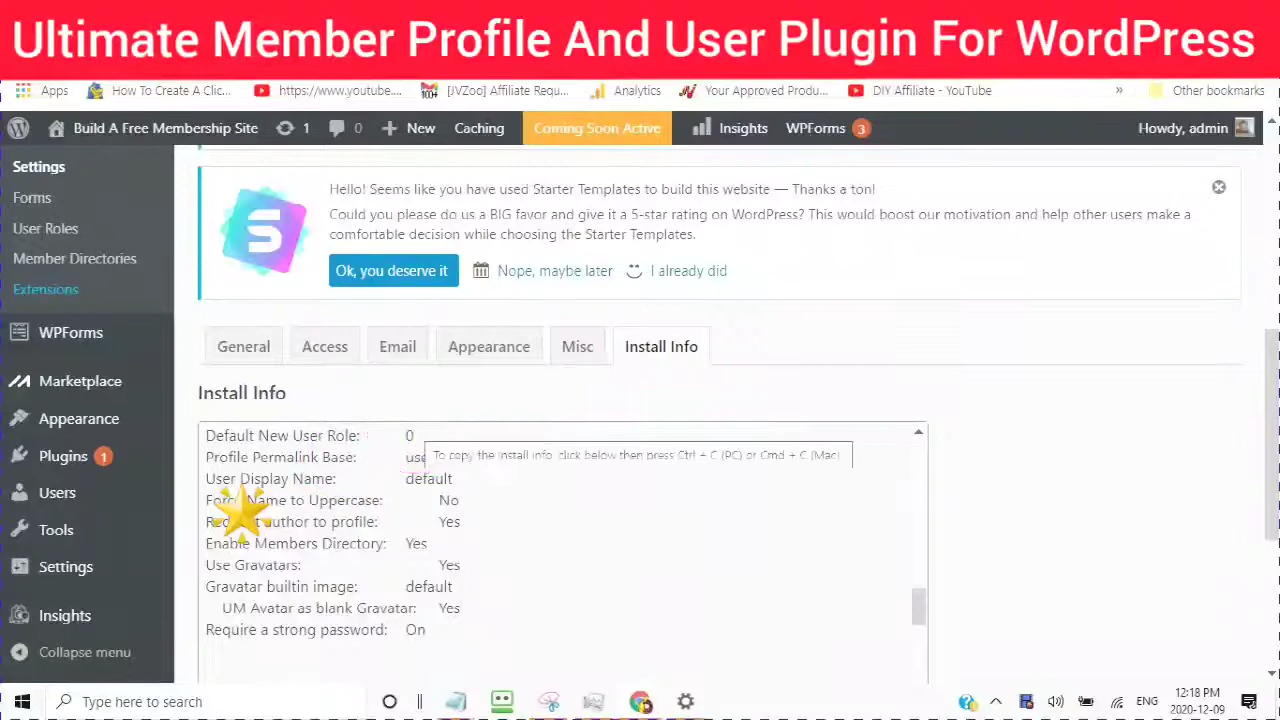 Ultimate Member Profile And User Plugin For WordPress
Apps How To Create A Clic... https://www.youtube.... [JVZoo] Affiliate Requ... Analytics Your Approved Produ... DIY Affiliate - YouTube » Other bookmarks
Build A Free Membership Site 1 0 New Caching Coming Soon Active Insights WPForms 3 Howdy, admin
Settings
Forms
User Roles
Member Directories
Extensions
WPForms
Marketplace
Appearance
Plugins 1
Users
Tools
Settings
Insights
Collapse menu
Hello! Seems like you have used Starter Templates to build this website — Thanks a ton!
Could you please do us a BIG favor and give it a 5-star rating on WordPress? This would boost our motivation and help other users make a
comfortable decision while choosing the Starter Templates.
Ok, you deserve it Nope, maybe later I already did
General Access Email Appearance Misc Install Info
Install Info
Default New User Role: 0
Profile Permalink Base: use
To copy the install info, click below then press Ctrl + C (PC) or Cmd + C (Mac)
User Display Name: default
Name to Uppercase: No
author to profile: Yes
Enable Members Directory: Yes
Use Gravatars: Yes
Gravatar builtin image: default
UM Avatar as blank Gravatar: Yes
Require a strong password: On
Type here to search
ENG
12:18 PM
2020-12-09